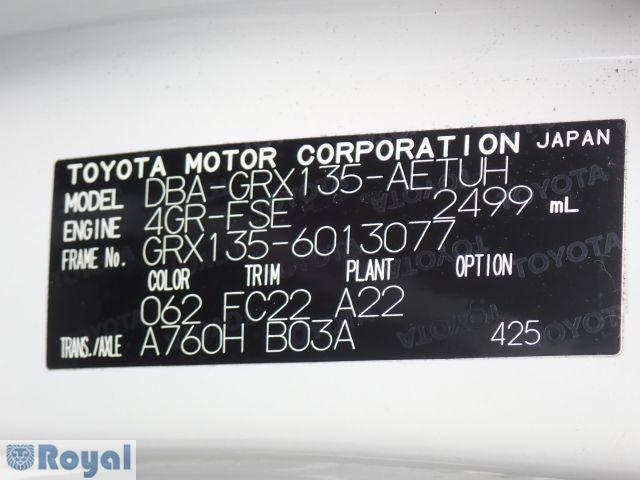 TOYOTA MOTOR CORPORATION JAPAN
MODEL DBA-GRX135-AETUH
ENGINE 4GR-FSE 2499 mL
FRAME No. GRX135-6013077
COLOR TRIM PLANT OPTION
062 FC22 A22
TRANS./AXLE A760H B03A 425
Royal